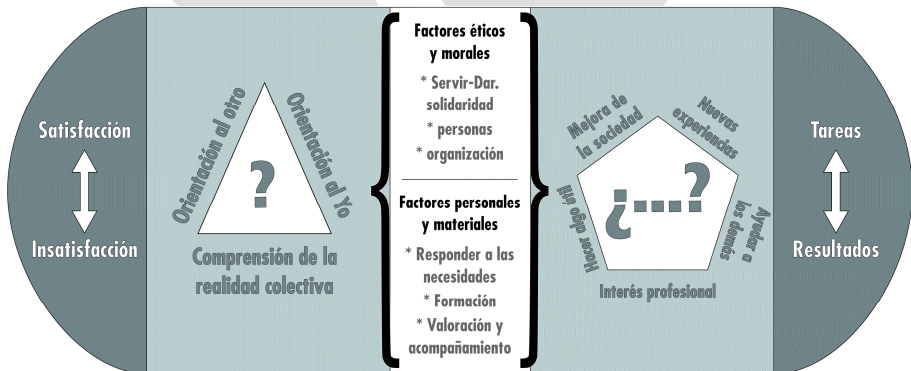 Satisfacción
Insatisfacción
Orientación al otro
Orientación al Yo
?
Comprensión de la
realidad colectiva
Factores éticos
y morales
* Servir-Dar.
solidaridad
* personas
* organización
Factores personales
y materiales
* Responder a las
necesidades
* Formación
* Valoración y
acompañamiento
Mejora de
la sociedad
Nuevas
experiencias
Hacer algo útil
¿...?
Ayudar a
los demás
Interés profesional
Tareas
Resultados